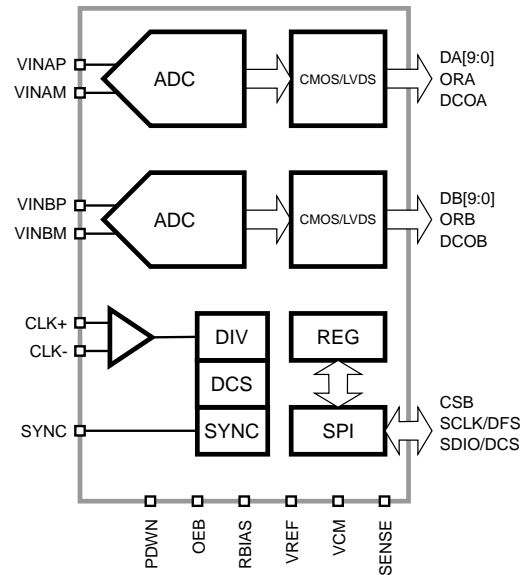 VINAP
VINAM
ADC
CMOS/LVDS
DA[9:0]
ORA
DCOA
VINBP
VINBM
ADC
CMOS/LVDS
DB[9:0]
ORB
DCOB
CLK+
CLK-
DIV
REG
DCS
SYNC
SYNC
SPI
CSB
SCLK/DFS
SDIO/DCS
PDWN
OEB
RBIAS
VREF
VCM
SENSE